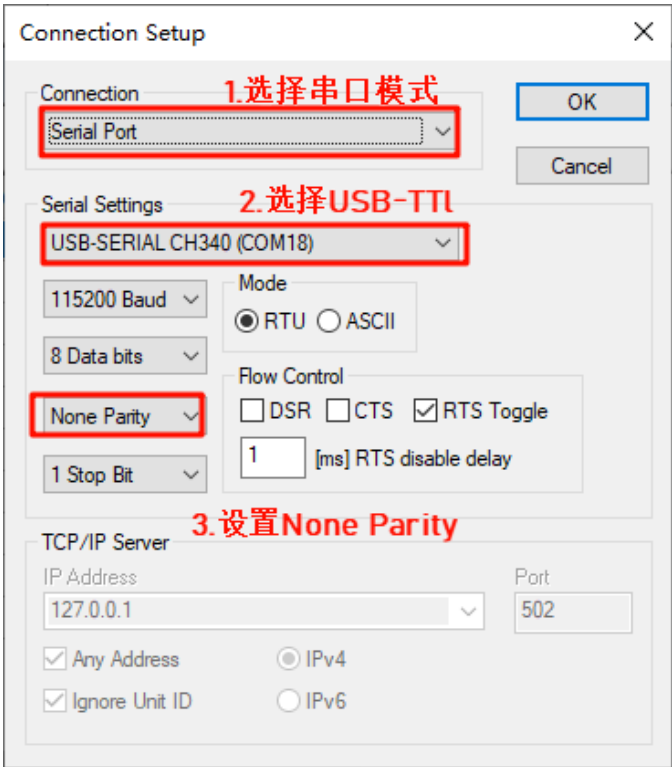 Connection Setup
Connection
1.选择串口模式
Serial Port
OK
Cancel
Serial Settings
2.选择USB-TTl
USB-SERIAL CH340 (COM18)
115200 Baud
Mode
RTU
ASCII
8 Data bits
Flow Control
None Parity
DSR
CTS
RTS Toggle
1
[ms] RTS disable delay
1 Stop Bit
3.设置None Parity
TCP/IP Server
IP Address
Port
127.0.0.1
502
Any Address
IPv4
Ignore Unit ID
IPv6